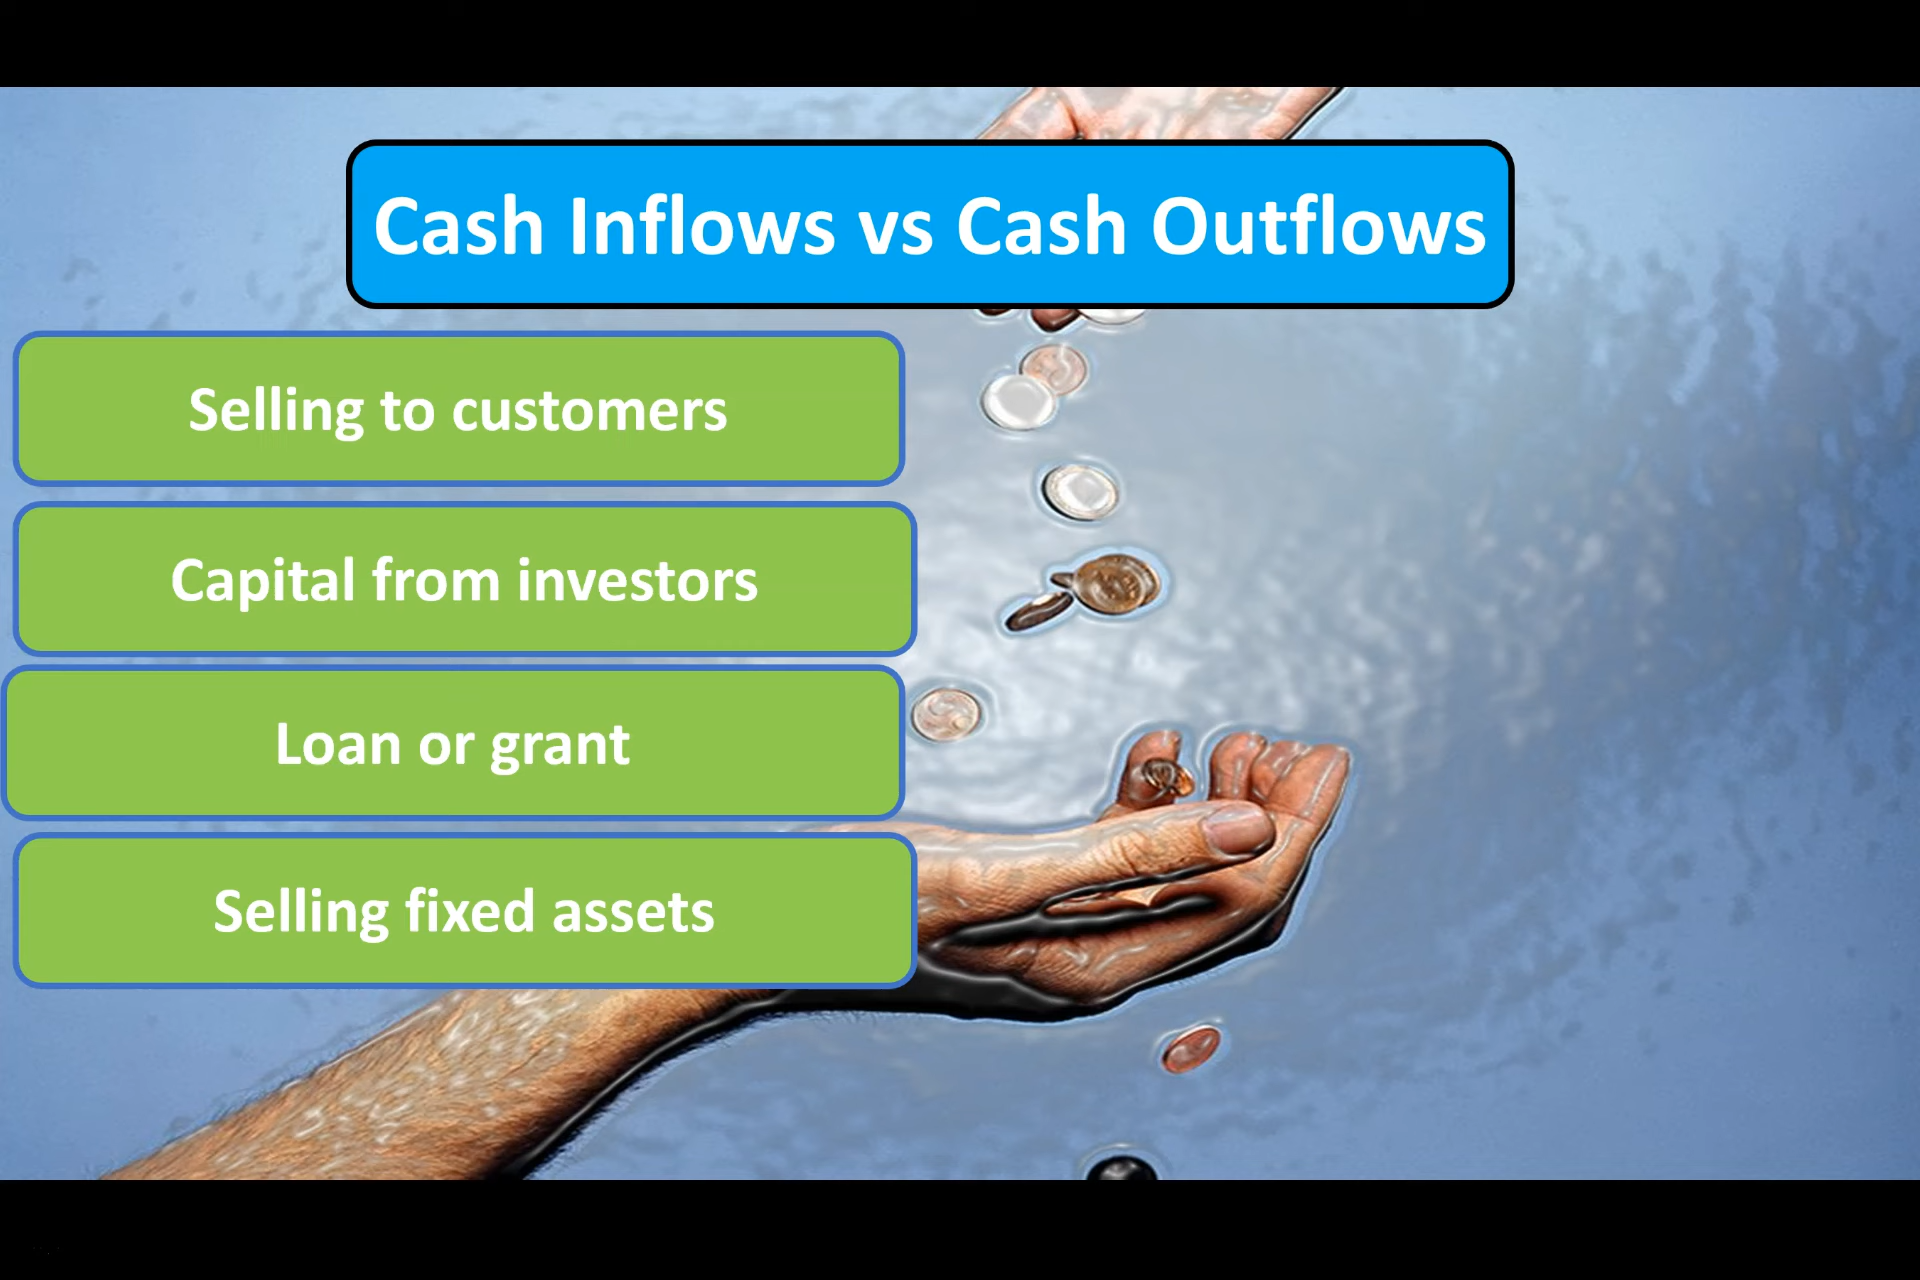 Cash Inflows vs Cash Outflows
Selling to customers
Capital from investors
Loan or grant
Selling fixed assets